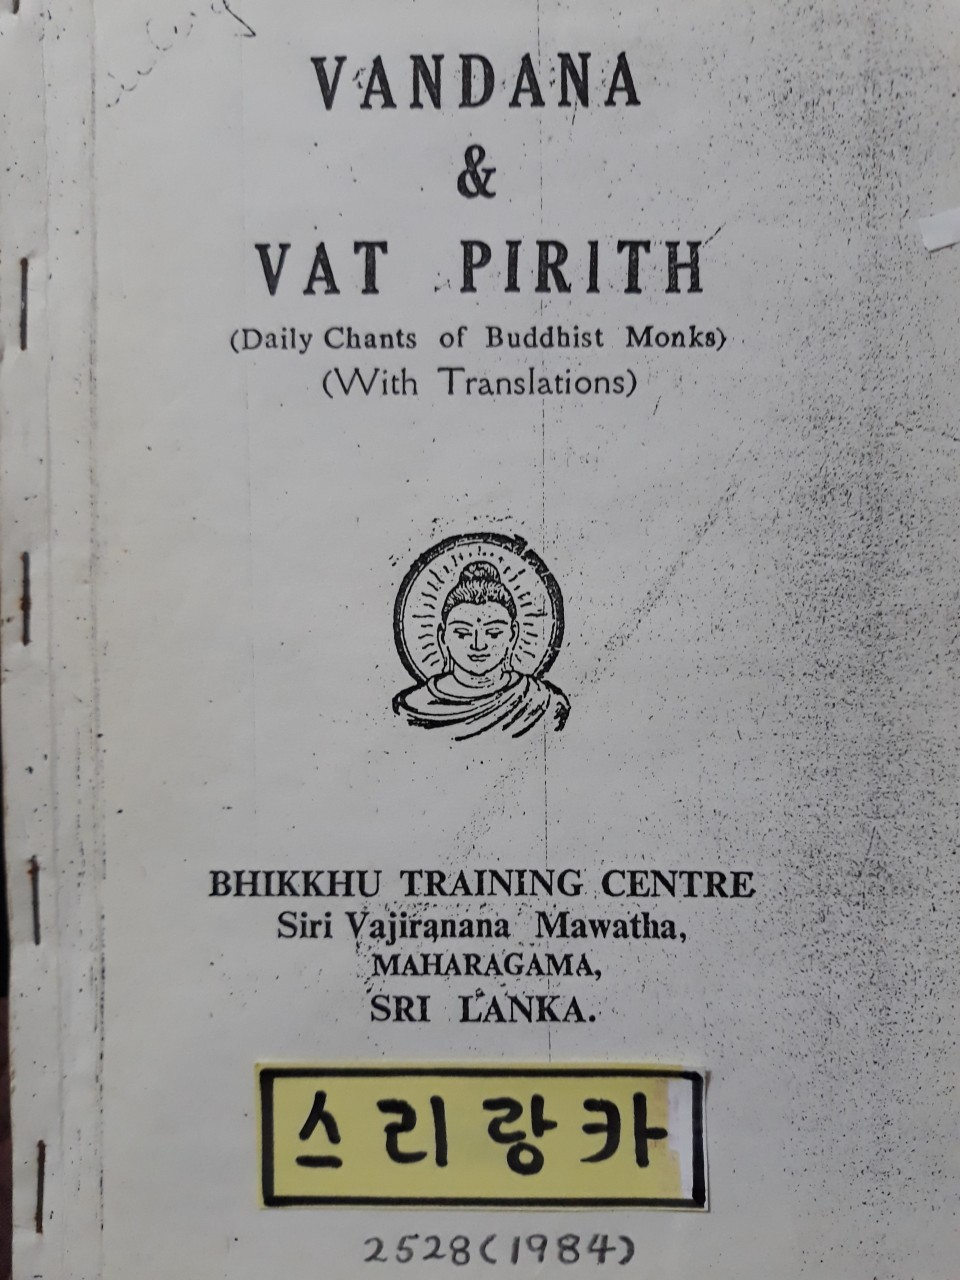 VANDANA
&
VAT PIRITH
(Daily Chants of Buddhist Monks)
(With Translations)
BHIKKHU TRAINING CENTRE
Siri Vajiranana Mawatha,
MAHARAGAMA,
SRI LANKA.
스리랑카
2528(1984)